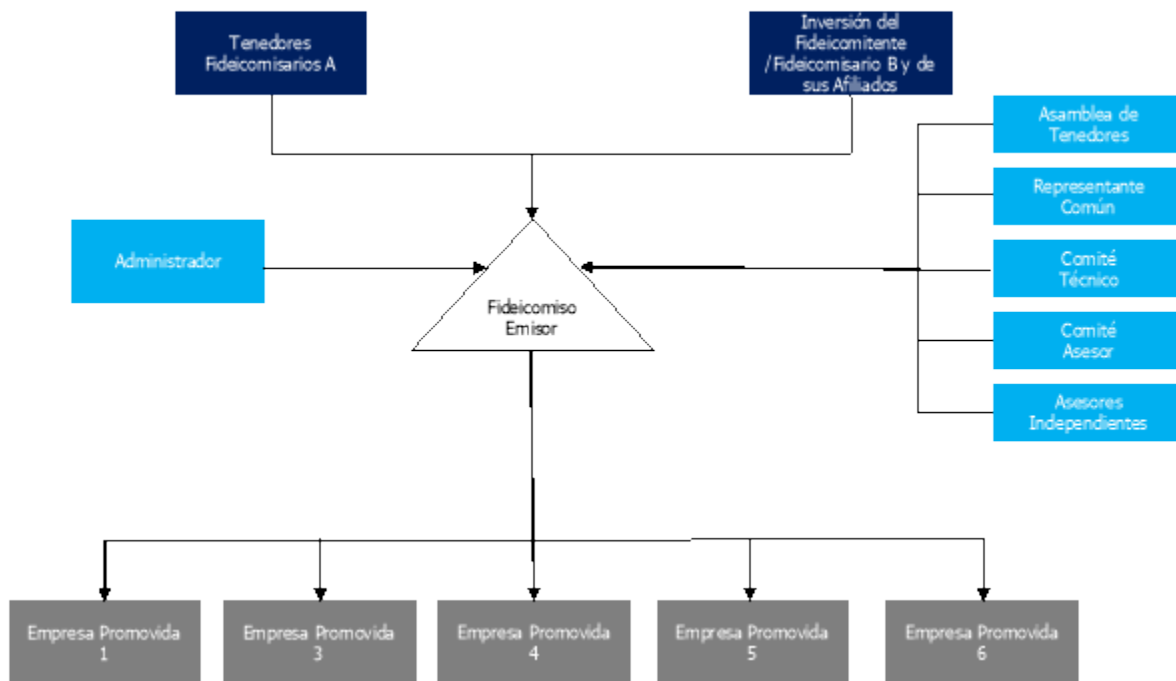 Tenedores
Fideicomisarios A
Inversión del
Fideicomitente
/Fideicomisario B y de
sus Afiliados
Asamblea de
Tenedores
Representante
Común
Administrador
Comité
Técnico
Fideicomiso
Emisor
Comité
Asesor
Asesores
Independientes
Empresa Promovida
1
Empresa Promovida
3
Empresa Promovida
4
Empresa Promovida
5
Empresa Promovida
6